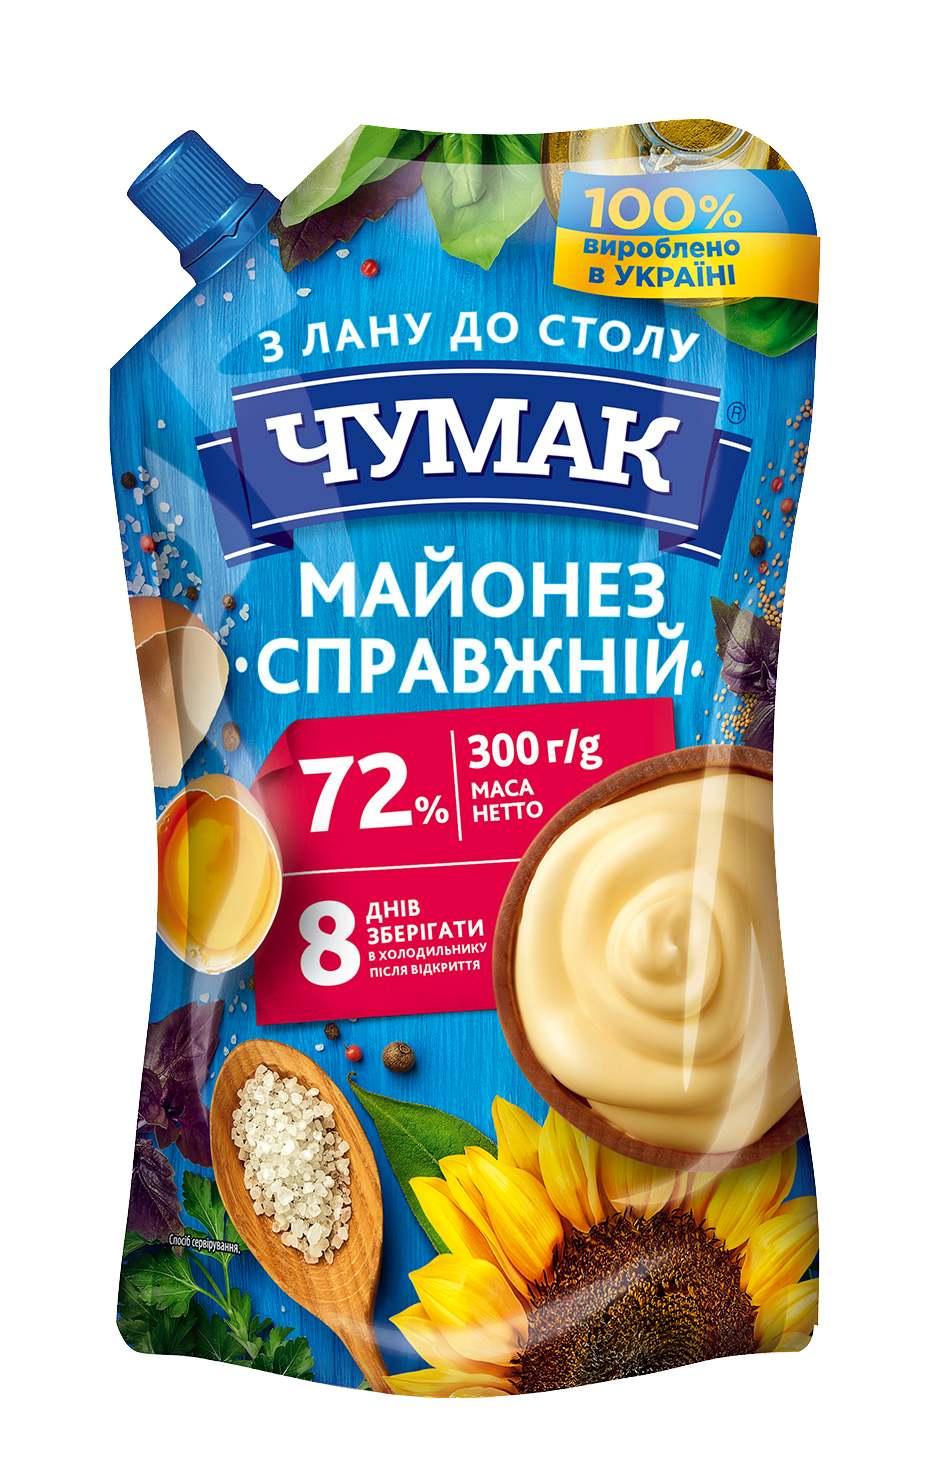 100%
вироблено
в УКРАЇНІ
З ЛАНУ ДО СТОЛУ
ЧУМАК ®
МАЙОНЕЗ
•СПРАВЖНІЙ•
72%
300 г/g
МАСА
НЕТТО
8
ДНІВ
ЗБЕРІГАТИ
В ХОЛОДИЛЬНИКУ
ПІСЛЯ ВІДКРИТТЯ
Спосіб сервірування.